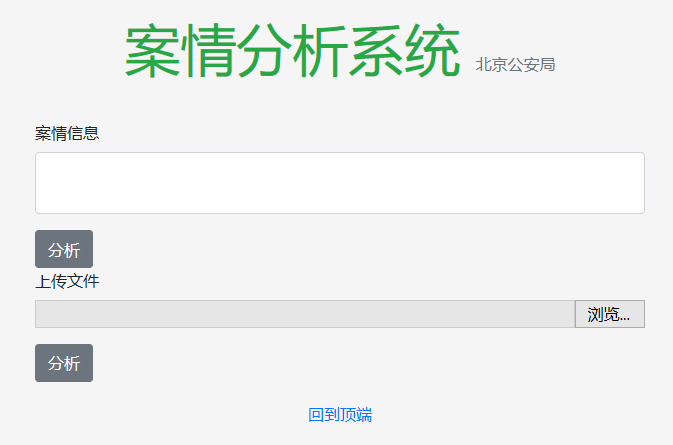 案情分析系统 北京公安局
案情信息
分析
上传文件
浏览...
分析
回到顶端